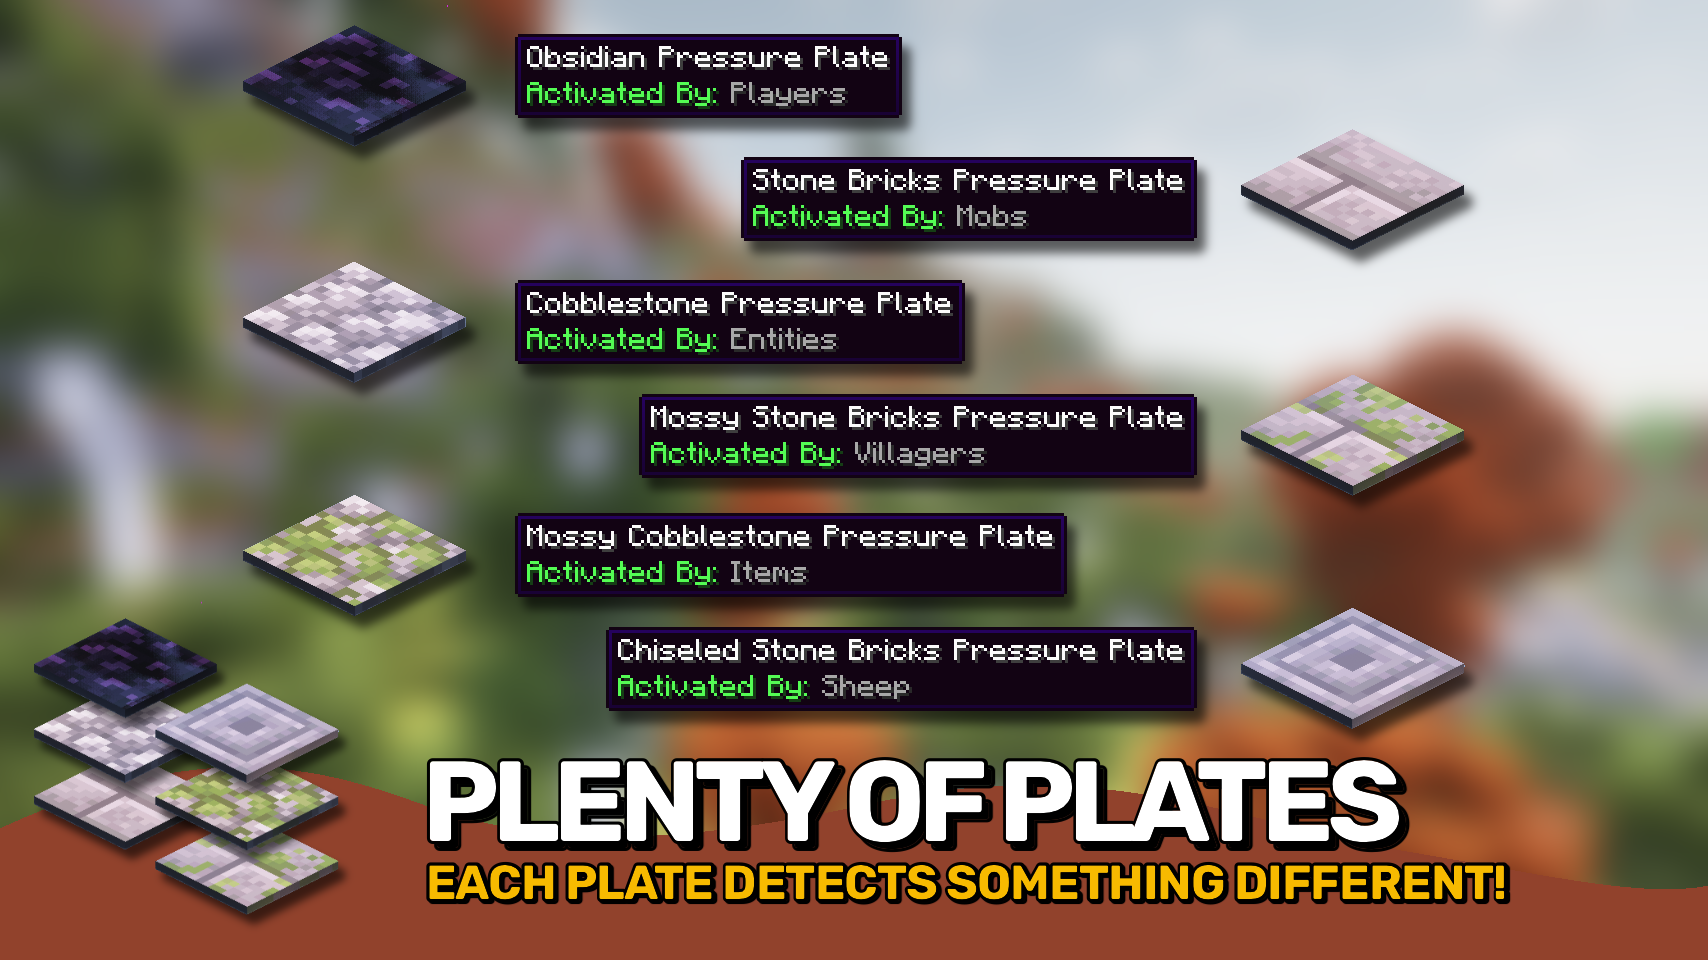 Obsidian Pressure Plate
Activated By: Players
Stone Bricks Pressure Plate
Activated By: Mobs
Cobblestone Pressure Plate
Activated By: Entities
Mossy Stone Bricks Pressure Plate
Activated By: Villagers
Mossy Cobblestone Pressure Plate
Activated By: Items
Chiseled Stone Bricks Pressure Plate
Activated By: Sheep
PLENTY OF PLATES
EACH PLATE DETECTS SOMETHING DIFFERENT!